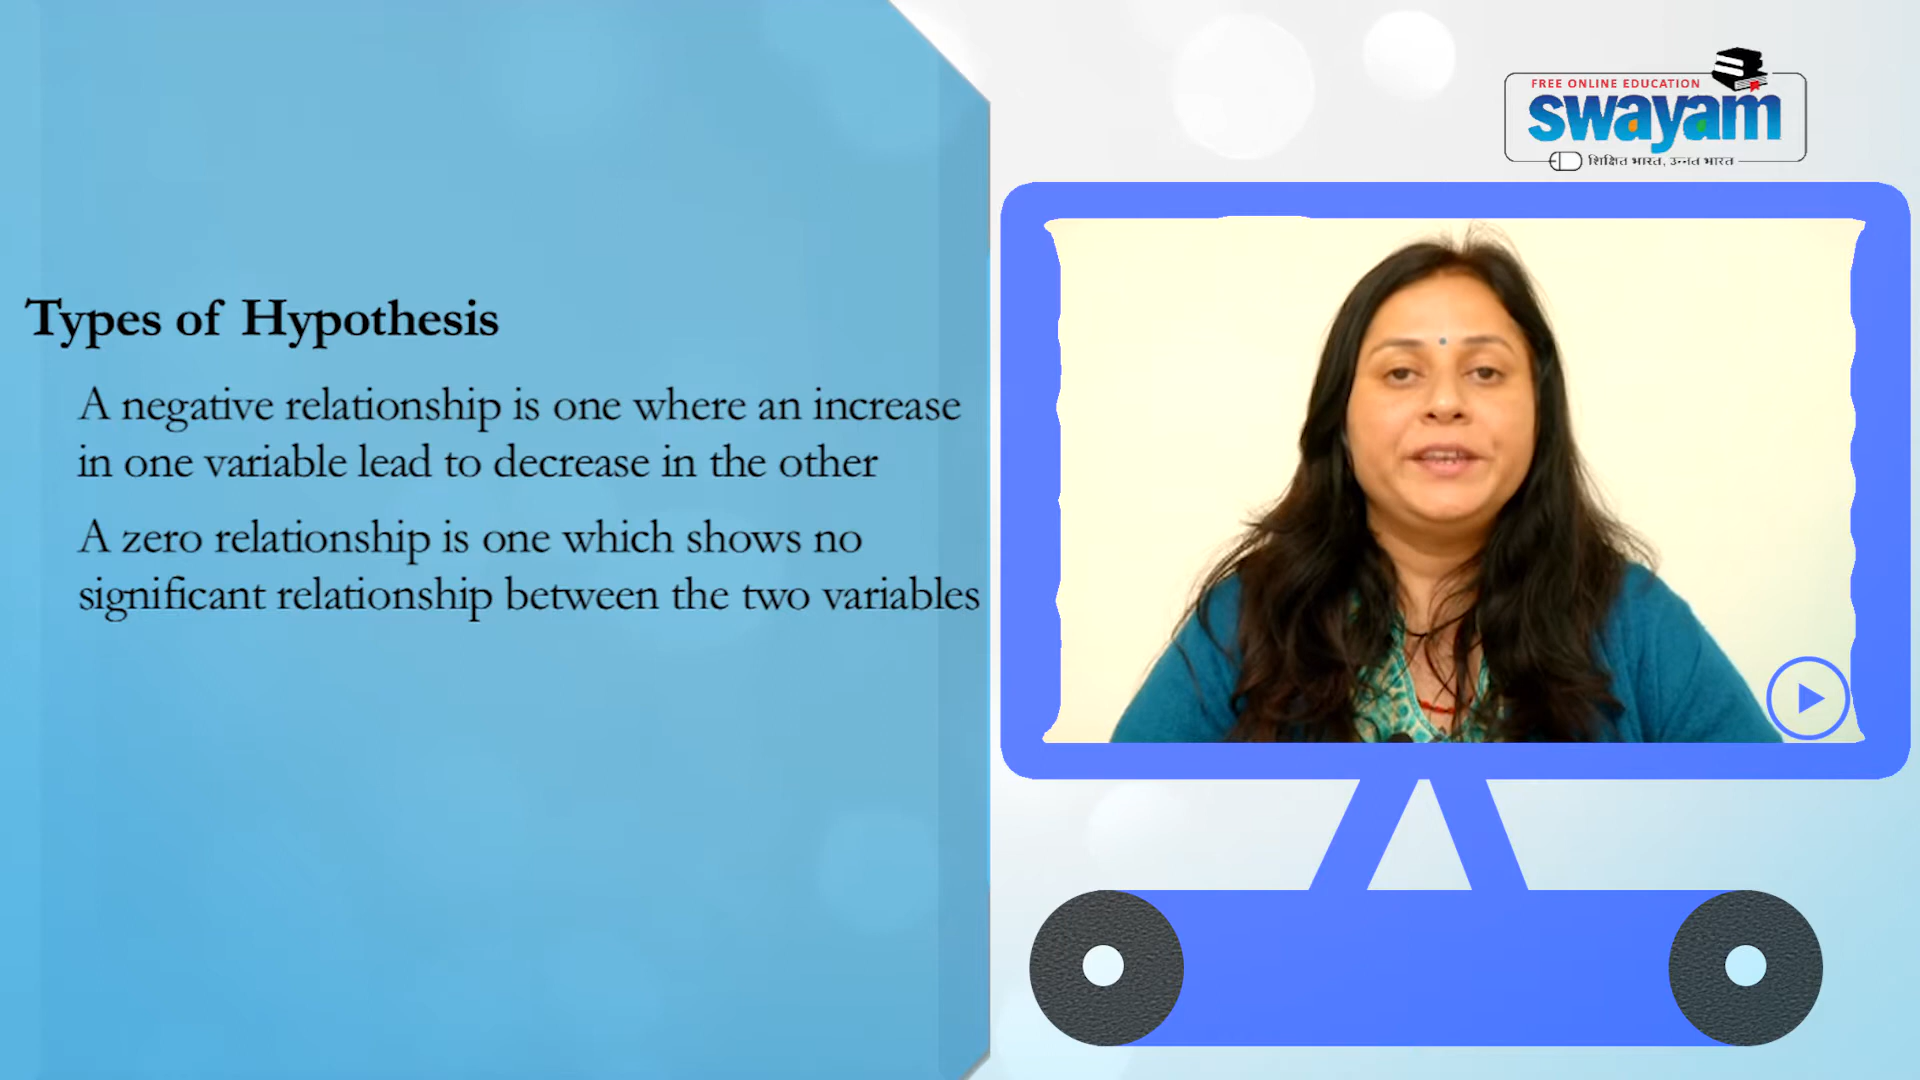 FREE ONLINE EDUCATION
swayam
शिक्षित भारत, उन्नत भारत
Types of Hypothesis
A negative relationship is one where an increase
in one variable lead to decrease in the other
A zero relationship is one which shows no
significant relationship between the two variables